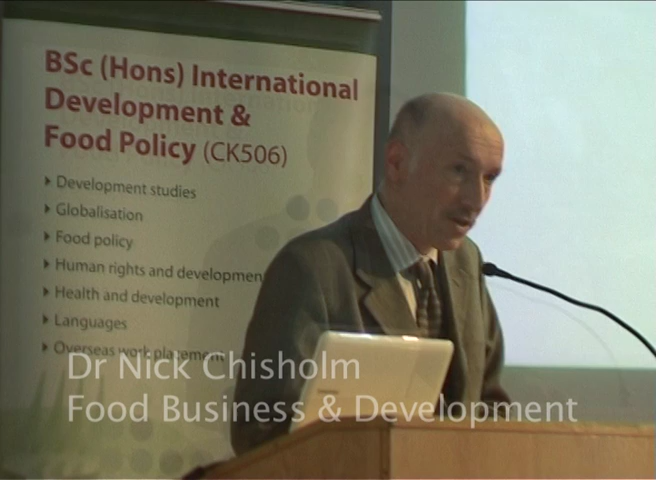 BSc (Hons) International
Development &
Food Policy (CK506)
Development studies
Globalisation
Food policy
Human rights and developmen
Health and development
Languages
Overseas work placement
Dr Nick Chisholm
Food Business & Development